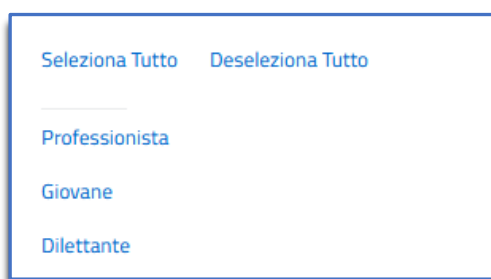 Seleziona Tutto Deseleziona Tutto
Professionista
Giovane
Dilettante